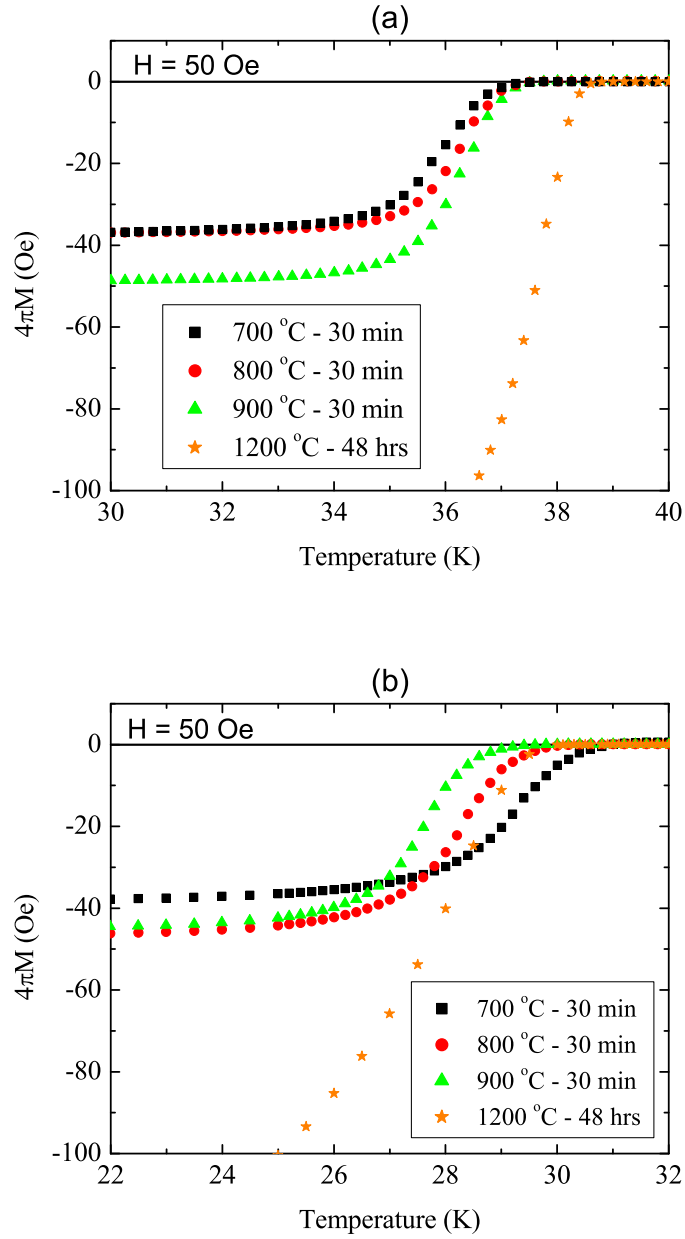 (a)
H = 50 Oe
0
-20
-40
-60
-80
-100
4πM (Oe)
700 °C - 30 min
800 °C - 30 min
900 °C - 30 min
1200 °C - 48 hrs
30 32 34 36 38 40
Temperature (K)
(b)
H = 50 Oe
0
-20
-40
-60
-80
-100
4πM (Oe)
700 °C - 30 min
800 °C - 30 min
900 °C - 30 min
1200 °C - 48 hrs
22 24 26 28 30 32
Temperature (K)